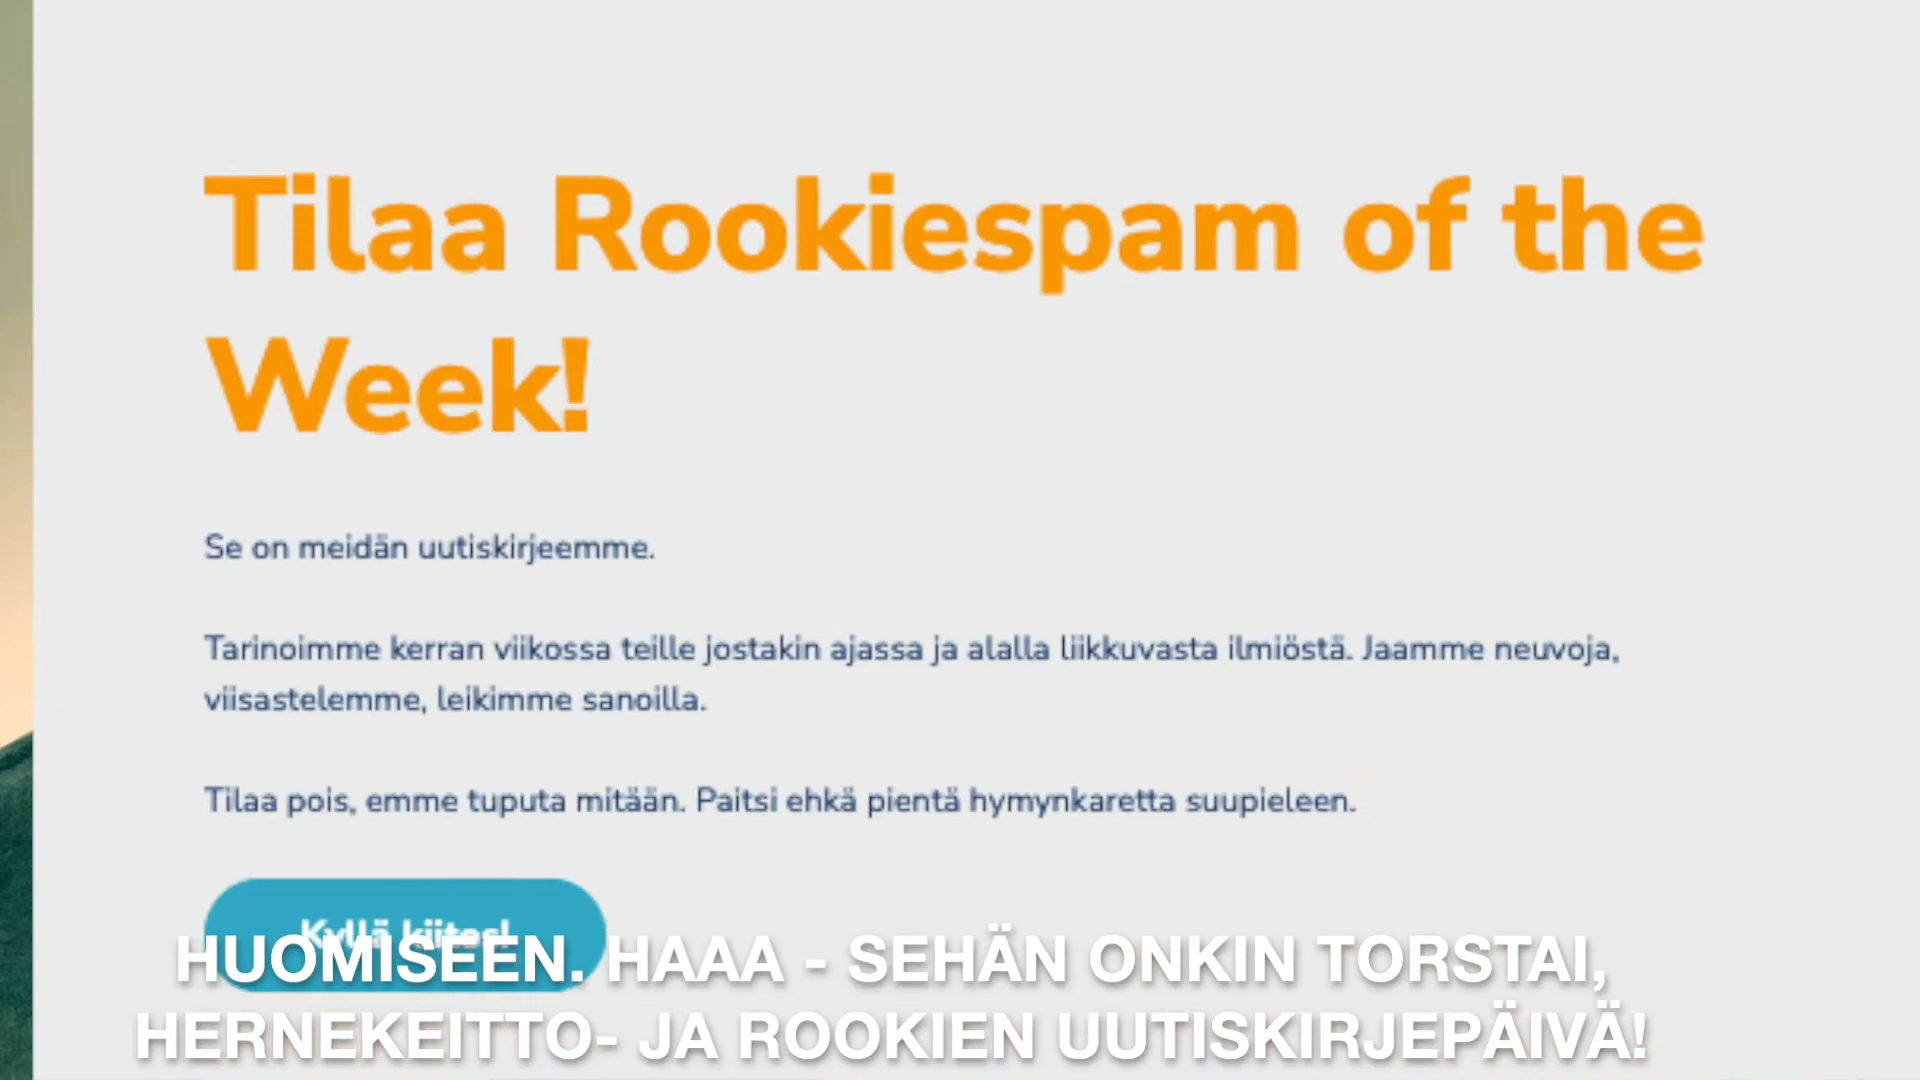 Tilaa Rookiespam of the
Week!
Se on meidän uutiskirjeemme.
Tarinoimme kerran viikossa teille jostakin ajassa ja alalla liikkuvasta ilmiöstä. Jaamme neuvoja,
viisastelemme, leikimme sanoilla.
Tilaa pois, emme tuputa mitään. Paitsi ehkä pientä hymynkaretta suupieleen.
Kyllä kiitos!
HUOMISEEN. HAAA - SEHÄN ONKIN TORSTAI,
HERNEKEITTO- JA ROOKIEN UUTISKIRJEPÄIVÄ!